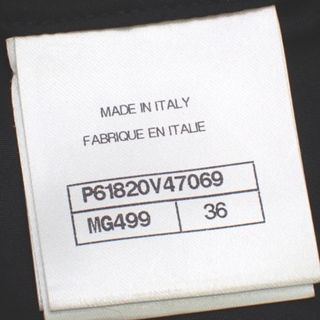 MADE IN ITALY
FABRIQUE EN ITALIE
P61820V47069
MG499 36